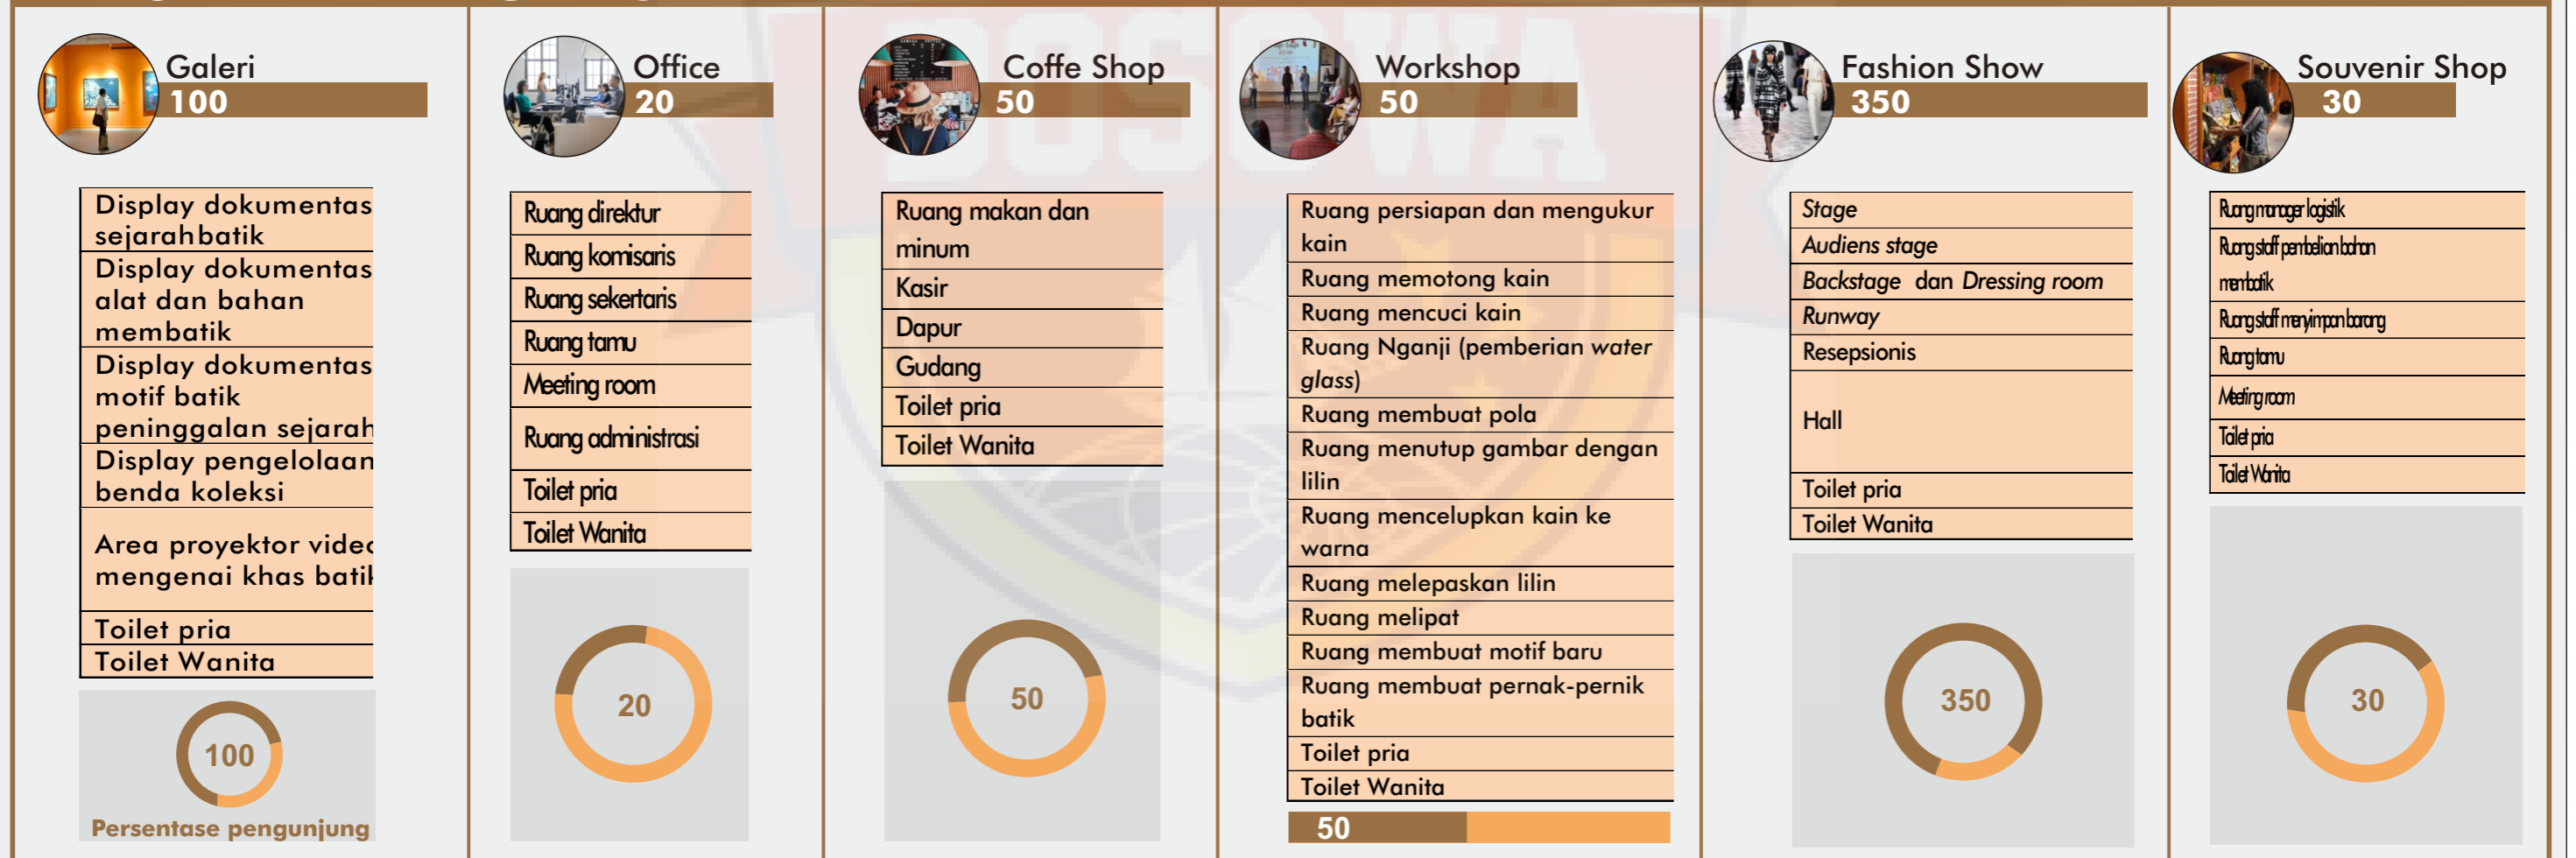 Galeri
100
Display dokumentas
sejarah batik
Display dokumentas
alat dan bahan
membatik
Display dokumentas
motif batik
peninggalan sejarah
Display pengelolaan
benda koleksi
Area proyektor video
mengenai khas batik
Toilet pria
Toilet Wanita
100
Persentase pengunjung
Office
20
Ruang direktur
Ruang komisaris
Ruang sekertaris
Ruang tamu
Meeting room
Ruang administrasi
Toilet pria
Toilet Wanita
20
Coffe Shop
50
Ruang makan dan
minum
Kasir
Dapur
Gudang
Toilet pria
Toilet Wanita
50
Workshop
50
Ruang persiapan dan mengukur
kain
Ruang memotong kain
Ruang mencuci kain
Ruang Nganji (pemberian water
glass)
Ruang membuat pola
Ruang menutup gambar dengan
lilin
Ruang mencelupkan kain ke
warna
Ruang melepaskan lilin
Ruang melipat
Ruang membuat motif baru
Ruang membuat pernak-pernik
batik
Toilet pria
Toilet Wanita
50
Fashion Show
350
Stage
Audiens stage
Backstage dan Dressing room
Runway
Resepsionis
Hall
Toilet pria
Toilet Wanita
350
Souvenir Shop
30
Ruang manager logistik
Ruang staff pembelian bahan
membatik
Ruang staff menyimpan barang
Ruang tamu
Meeting room
Toilet pria
Toilet Wanita
30
BOSOWA